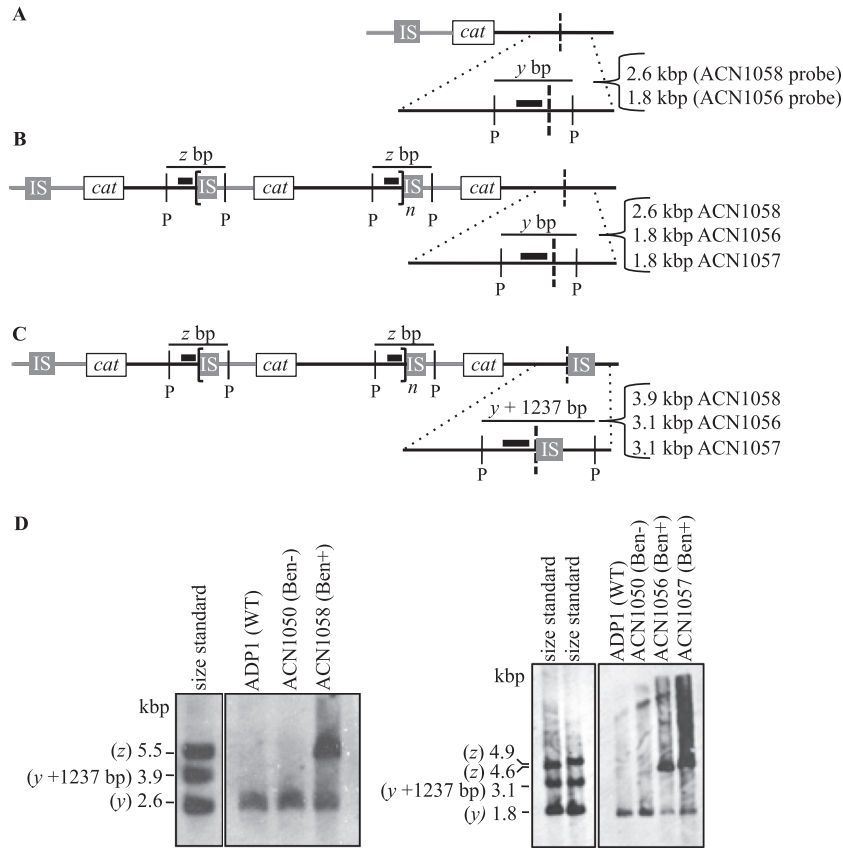 A
IS cat
y bp
P P
2.6 kbp (ACN1058 probe)
1.8 kbp (ACN1056 probe)
B
z bp z bp
IS cat IS cat IS cat
P P P n P
y bp
P P
2.6 kbp ACN1058
1.8 kbp ACN1056
1.8 kbp ACN1057
C
z bp z bp
IS cat IS cat IS cat IS
P P P n P
y + 1237 bp
IS
P P
3.9 kbp ACN1058
3.1 kbp ACN1056
3.1 kbp ACN1057
D
size standard
ADP1 (WT)
ACN1050 (Ben-)
ACN1058 (Ben+)
kbp
(z) 5.5
(y +1237 bp) 3.9
(y) 2.6
size standard
size standard
ADP1 (WT)
ACN1050 (Ben-)
ACN1056 (Ben+)
ACN1057 (Ben+)
kbp
(z) 4.9
(z) 4.6
(y +1237 bp) 3.1
(y) 1.8